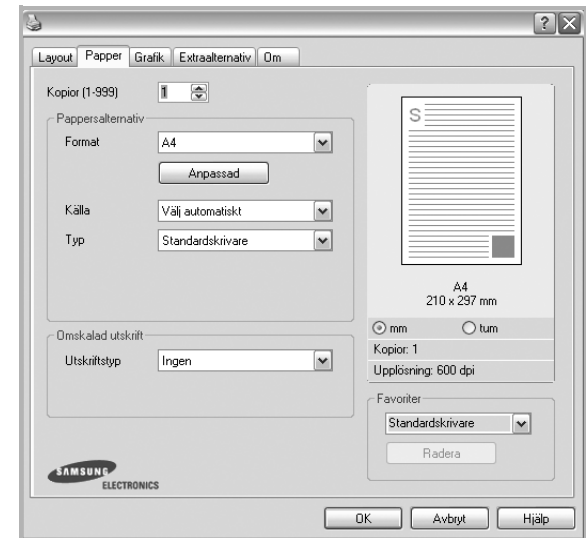 Layout Papper Grafik Extraalternativ Om
Kopior (1-999) 1
Pappersalternativ
Format A4
Anpassad
Källa Välj automatiskt
Typ Standardskrivare
Omskalad utskrift
Utskriftstyp Ingen
SAMSUNG
ELECTRONICS
S
A4
210 x 297 mm
mm tum
Kopior: 1
Upplösning: 600 dpi
Favoriter
Standardskrivare
Radera
OK Avbryt Hjälp